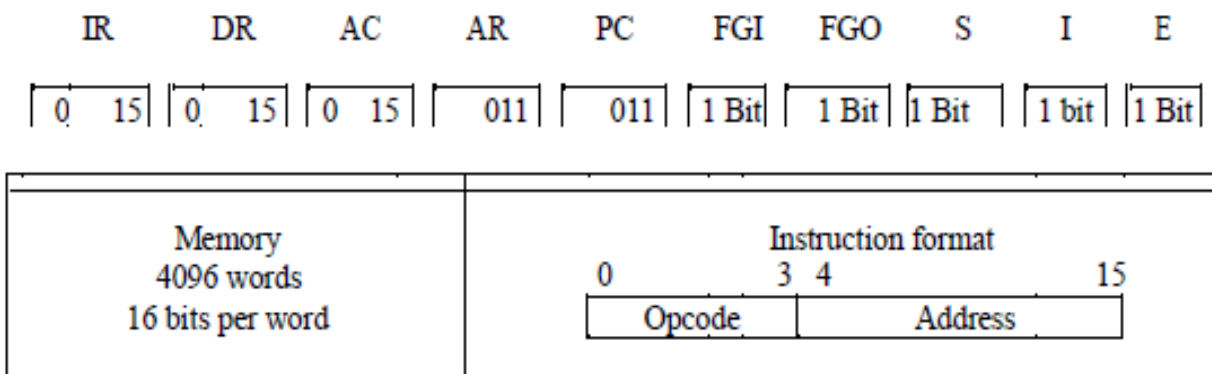 IR DR AC AR PC FGI FGO S I E
0 15 0 15 0 15 011 011 1 Bit 1 Bit 1 Bit 1 bit 1 Bit
Memory
4096 words
16 bits per word
Instruction format
0 3 4 15
Opcode Address